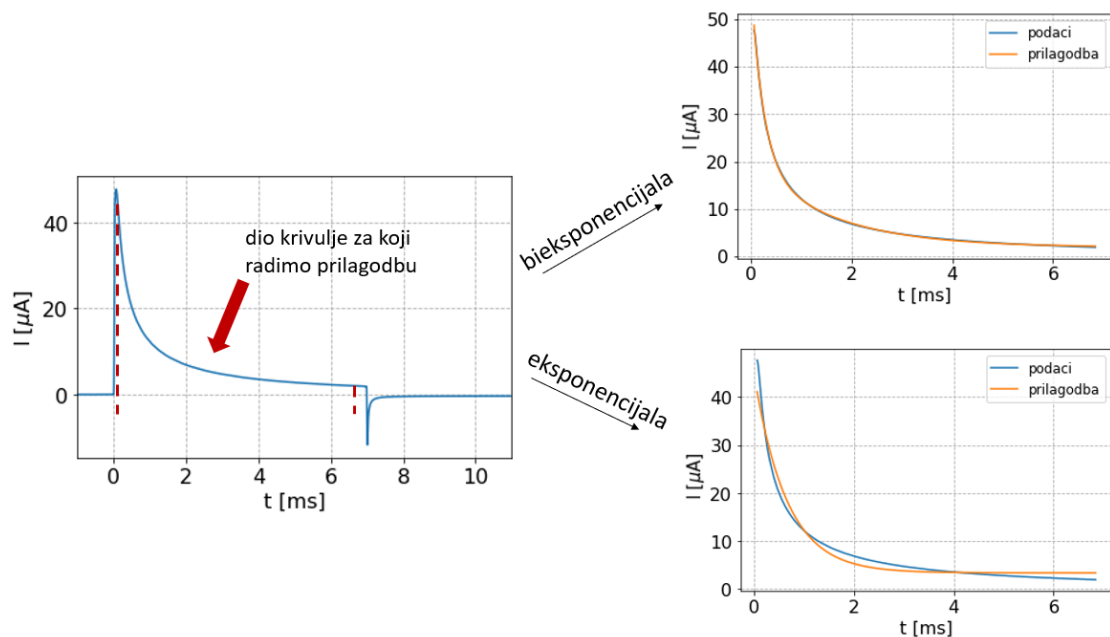 I [μA]
40
20
0
0
2
4
6
8
10
t [ms]
dio krivulje za koji
radimo prilagodbu
bieksponencijala
eksponencijala
I [μA]
50
40
30
20
10
0
0
2
4
6
t [ms]
podaci
prilagodba
I [μA]
40
30
20
10
0
0
2
4
6
t [ms]
podaci
prilagodba